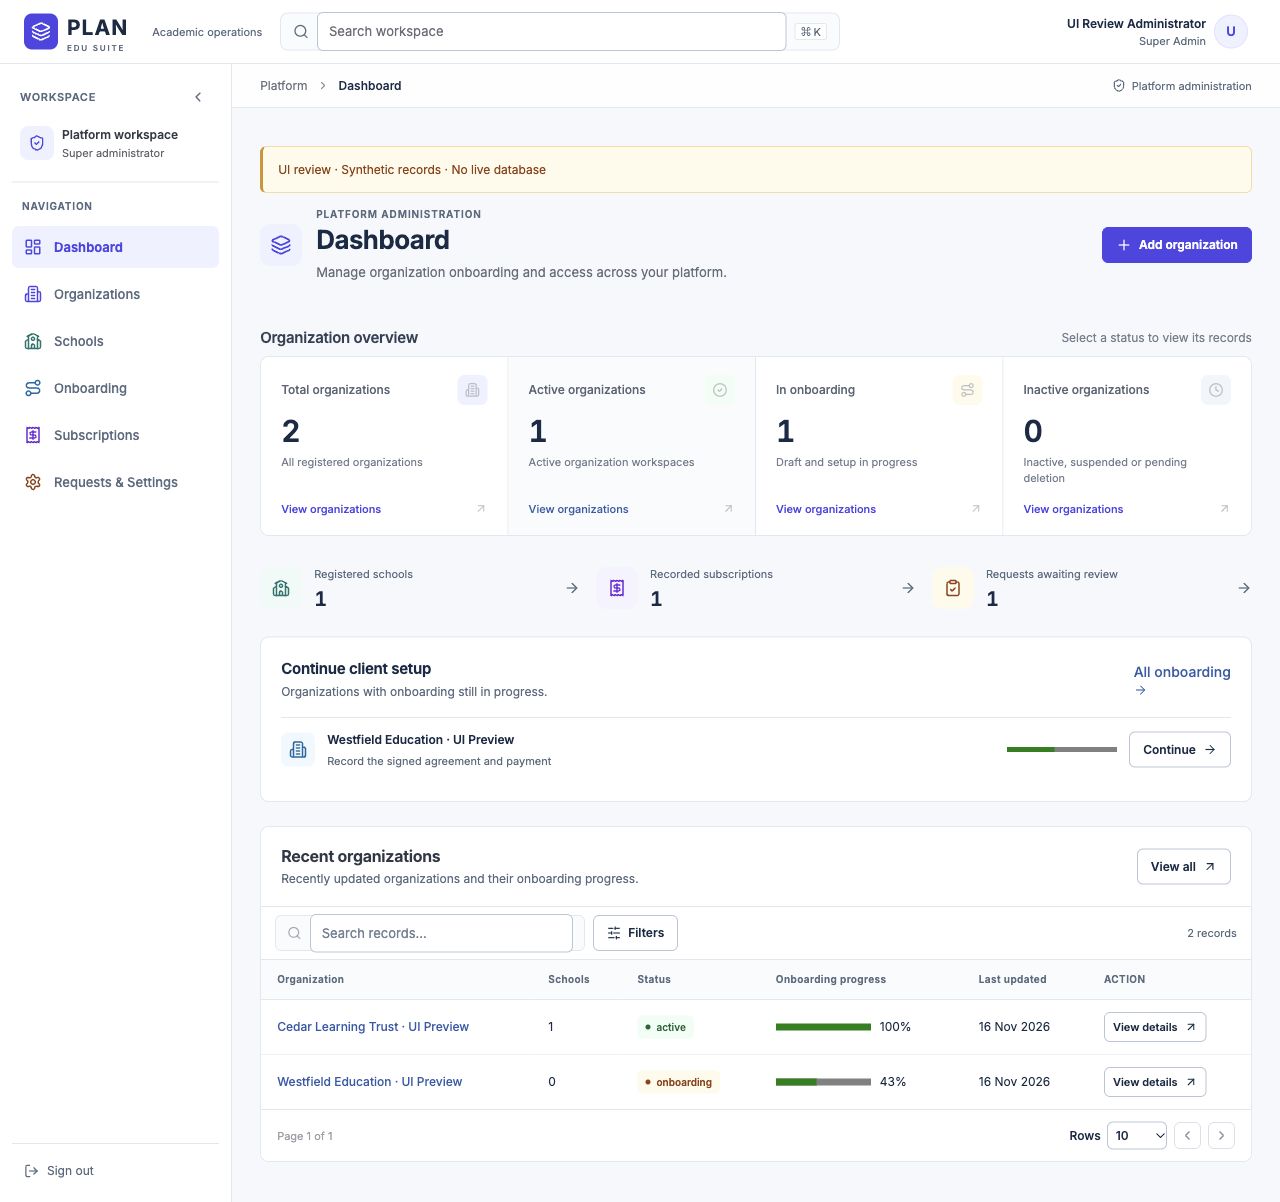 PLAN
EDU SUITE
Academic operations
Search workspace
⌘ K
UI Review Administrator
Super Admin
U
WORKSPACE
Platform workspace
Super administrator
NAVIGATION
Dashboard
Organizations
Schools
Onboarding
Subscriptions
Requests & Settings
Sign out
Platform > Dashboard
Platform administration
UI review · Synthetic records · No live database
PLATFORM ADMINISTRATION
Dashboard
Manage organization onboarding and access across your platform.
Add organization
Organization overview
Select a status to view its records
Total organizations
2
All registered organizations
View organizations
Active organizations
1
Active organization workspaces
View organizations
In onboarding
1
Draft and setup in progress
View organizations
Inactive organizations
0
Inactive, suspended or pending
deletion
View organizations
Registered schools
1
Recorded subscriptions
1
Requests awaiting review
1
Continue client setup
Organizations with onboarding still in progress.
All onboarding
Westfield Education · UI Preview
Record the signed agreement and payment
Continue
Recent organizations
Recently updated organizations and their onboarding progress.
View all
Search records...
Filters
2 records
Organization Schools Status Onboarding progress Last updated ACTION
Cedar Learning Trust · UI Preview 1 active 100% 16 Nov 2026 View details
Westfield Education · UI Preview 0 onboarding 43% 16 Nov 2026 View details
Page 1 of 1
Rows 10